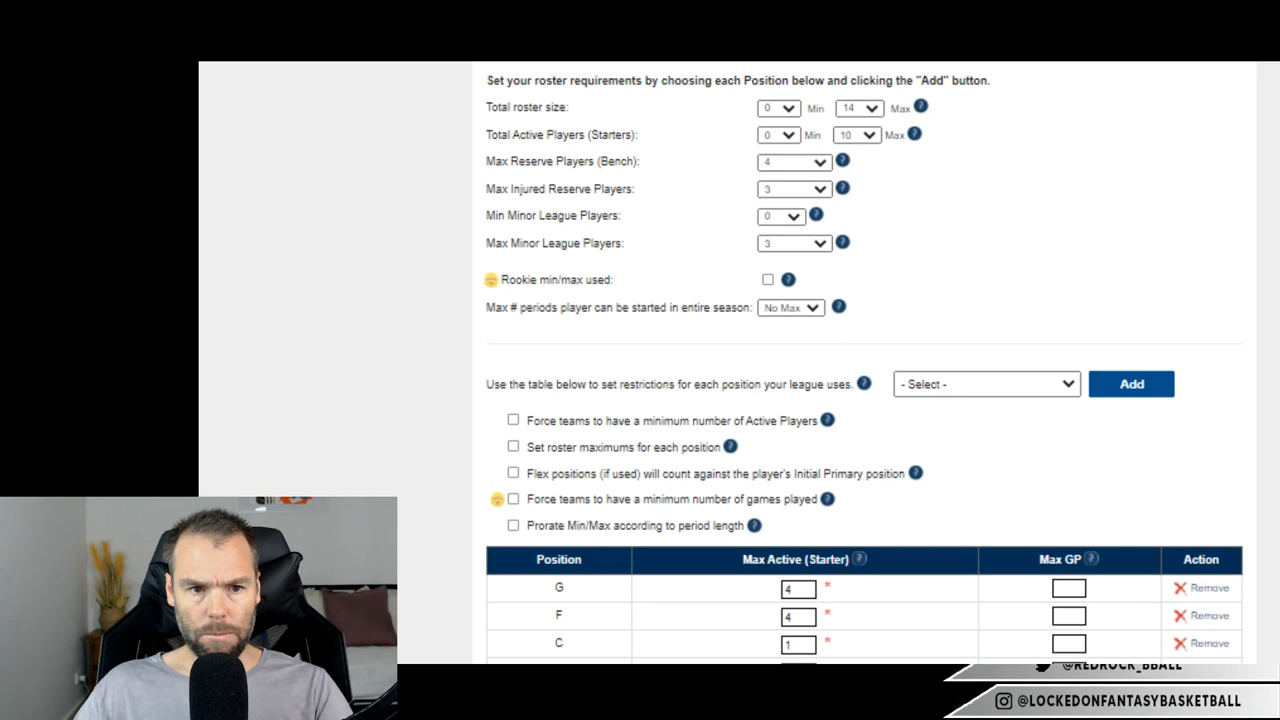 Set your roster requirements by choosing each Position below and clicking the "Add" button.
Total roster size: 0 Min 14 Max ?
Total Active Players (Starters): 0 Min 10 Max ?
Max Reserve Players (Bench): 4 ?
Max Injured Reserve Players: 3 ?
Min Minor League Players: 0 ?
Max Minor League Players: 3 ?
Rookie min/max used: ?
Max # periods player can be started in entire season: No Max ?
Use the table below to set restrictions for each position your league uses. ? - Select - Add
Force teams to have a minimum number of Active Players ?
Set roster maximums for each position ?
Flex positions (if used) will count against the player's Initial Primary position ?
Force teams to have a minimum number of games played ?
Prorate Min/Max according to period length ?
Position Max Active (Starter) ? Max GP ? Action
G 4 * Remove
F 4 * Remove
C 1 * Remove
@REDROCK_BBALL
@LOCKEDONFANTASYBASKETBALL